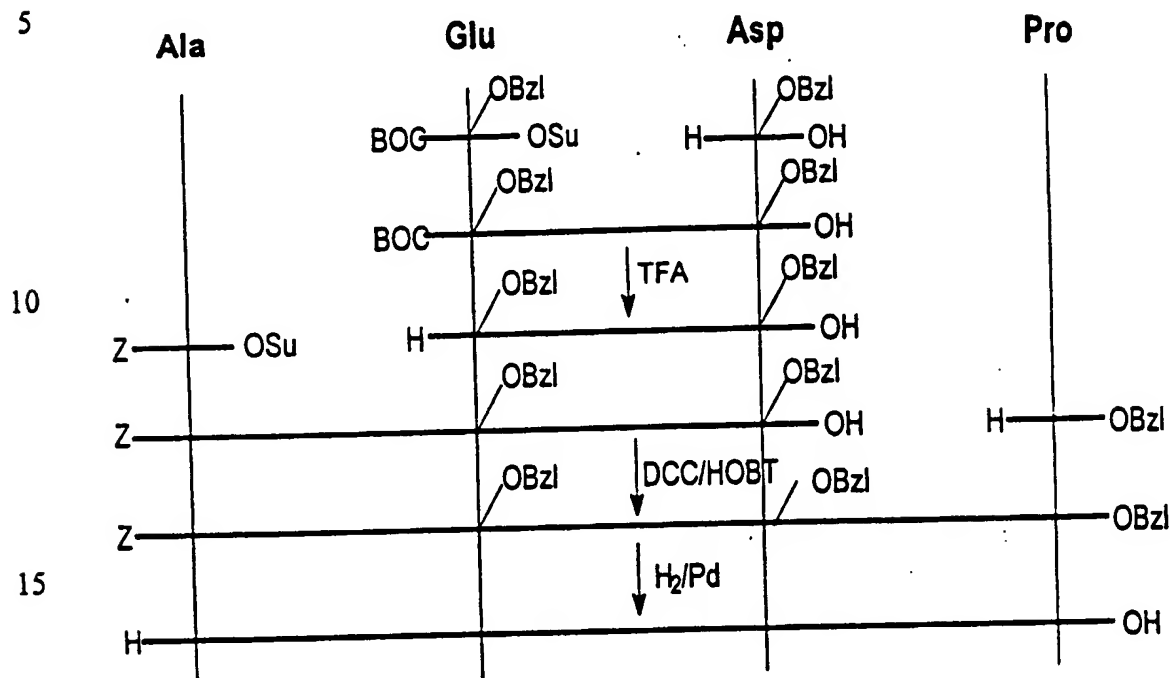 5
Ala Glu Asp Pro
OBzl OBzl
BOC OSu H OH
OBzl OBzl
BOC OH
TFA
10
OBzl OBzl
Z OSu H OH
OBzl OBzl
H OBzl
Z OH
DCC/HOBT
OBzl OBzl
Z OBzl
15
H₂/Pd
H OH